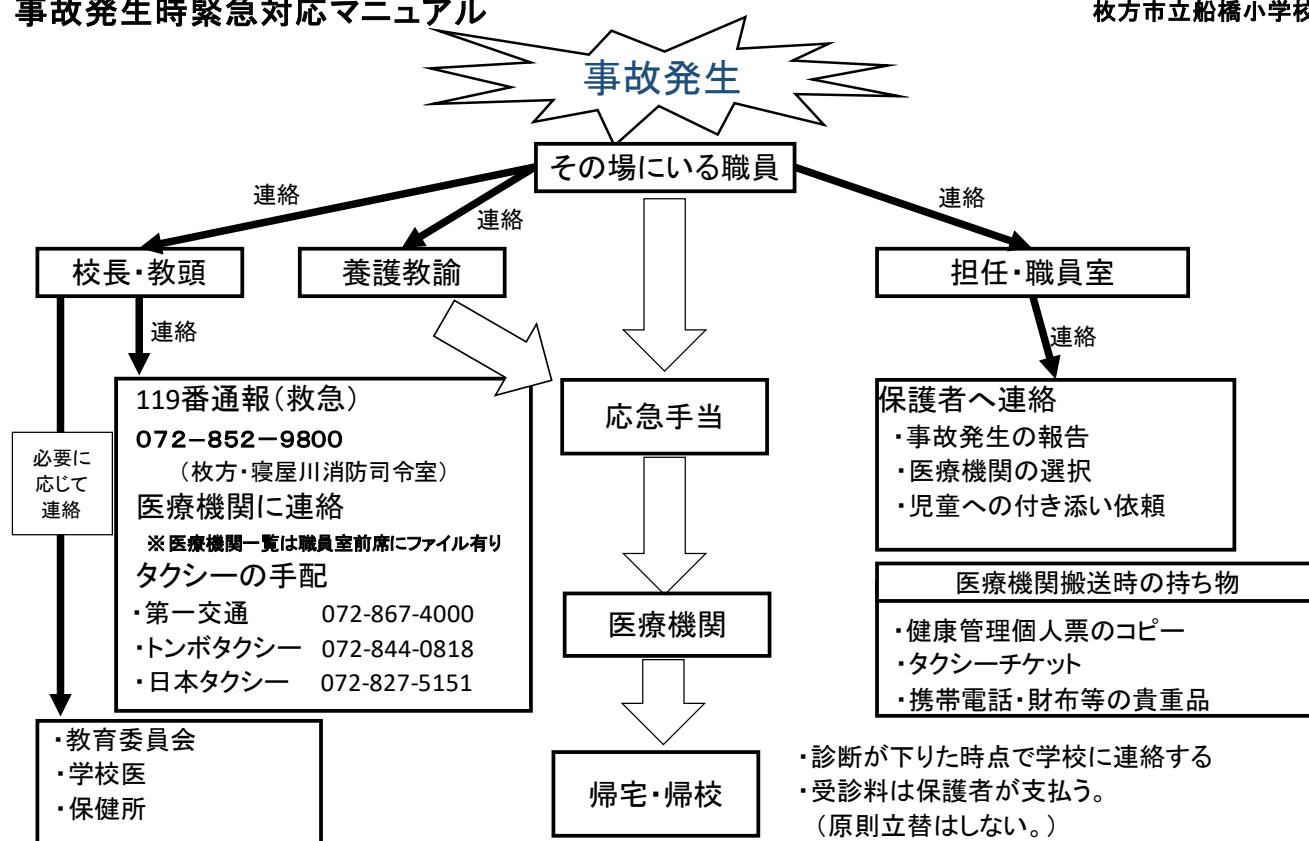 事故発生時緊急対応マニュアル
枚方市立船橋小学校
事故発生
その場にいる職員
連絡
連絡
連絡
校長・教頭
養護教諭
担任・職員室
連絡
連絡
必要に
応じて
連絡
119番通報(救急)
072-852-9800
(枚方・寝屋川消防司令室)
医療機関に連絡
※医療機関一覧は職員室前席にファイル有り
タクシーの手配
・第一交通 072-867-4000
・トンボタクシー 072-844-0818
・日本タクシー 072-827-5151
応急手当
保護者へ連絡
・事故発生の報告
・医療機関の選択
・児童への付き添い依頼
医療機関
医療機関搬送時の持ち物
・健康管理個人票のコピー
・タクシーチケット
・携帯電話・財布等の貴重品
・教育委員会
・学校医
・保健所
帰宅・帰校
・診断が下りた時点で学校に連絡する
・受診料は保護者が支払う。
(原則立替はしない。)